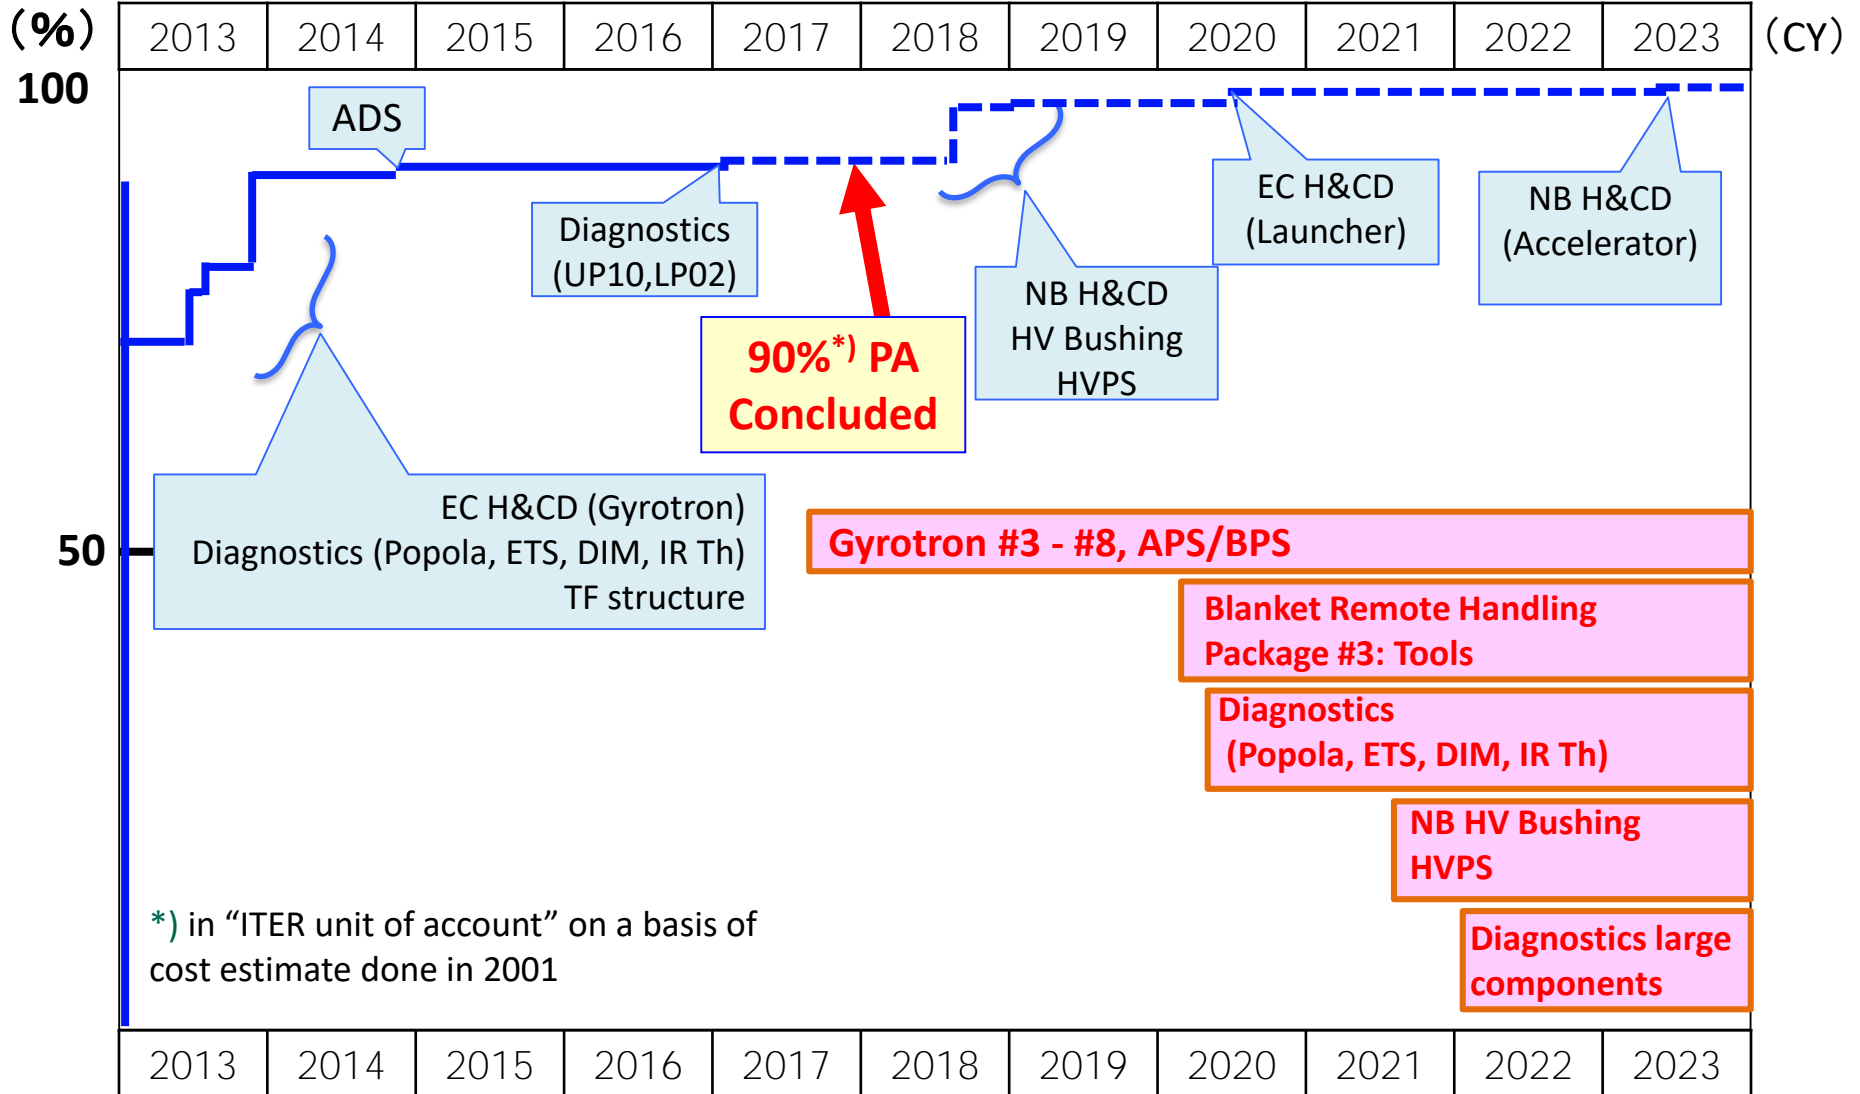 (%)
2013 2014 2015 2016 2017 2018 2019 2020 2021 2022 2023
(CY)
100
ADS
Diagnostics
(UP10,LP02)
EC H&CD
(Launcher)
NB H&CD
(Accelerator)
NB H&CD
HV Bushing
HVPS
90%*) PA
Concluded
EC H&CD (Gyrotron)
Diagnostics (Popola, ETS, DIM, IR Th)
TF structure
50
Gyrotron #3 - #8, APS/BPS
Blanket Remote Handling
Package #3: Tools
Diagnostics
(Popola, ETS, DIM, IR Th)
NB HV Bushing
HVPS
Diagnostics large
components
*) in “ITER unit of account” on a basis of
cost estimate done in 2001
2013 2014 2015 2016 2017 2018 2019 2020 2021 2022 2023